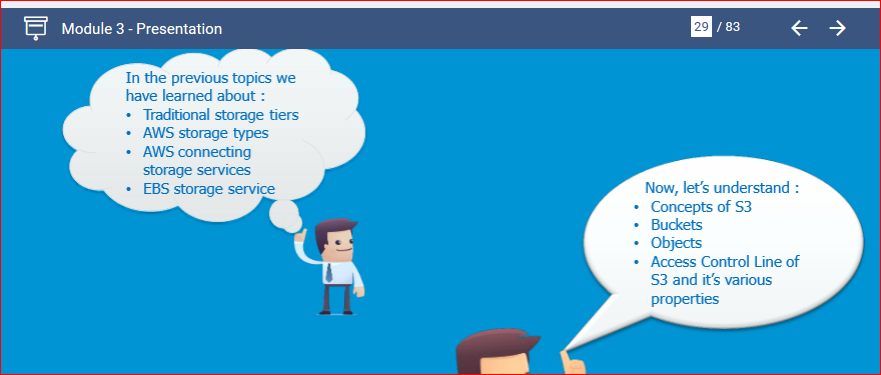 Module 3 - Presentation
29 / 83
In the previous topics we
have learned about :
• Traditional storage tiers
• AWS storage types
• AWS connecting
storage services
• EBS storage service
Now, let's understand :
• Concepts of S3
• Buckets
• Objects
• Access Control Line of
S3 and it's various
properties